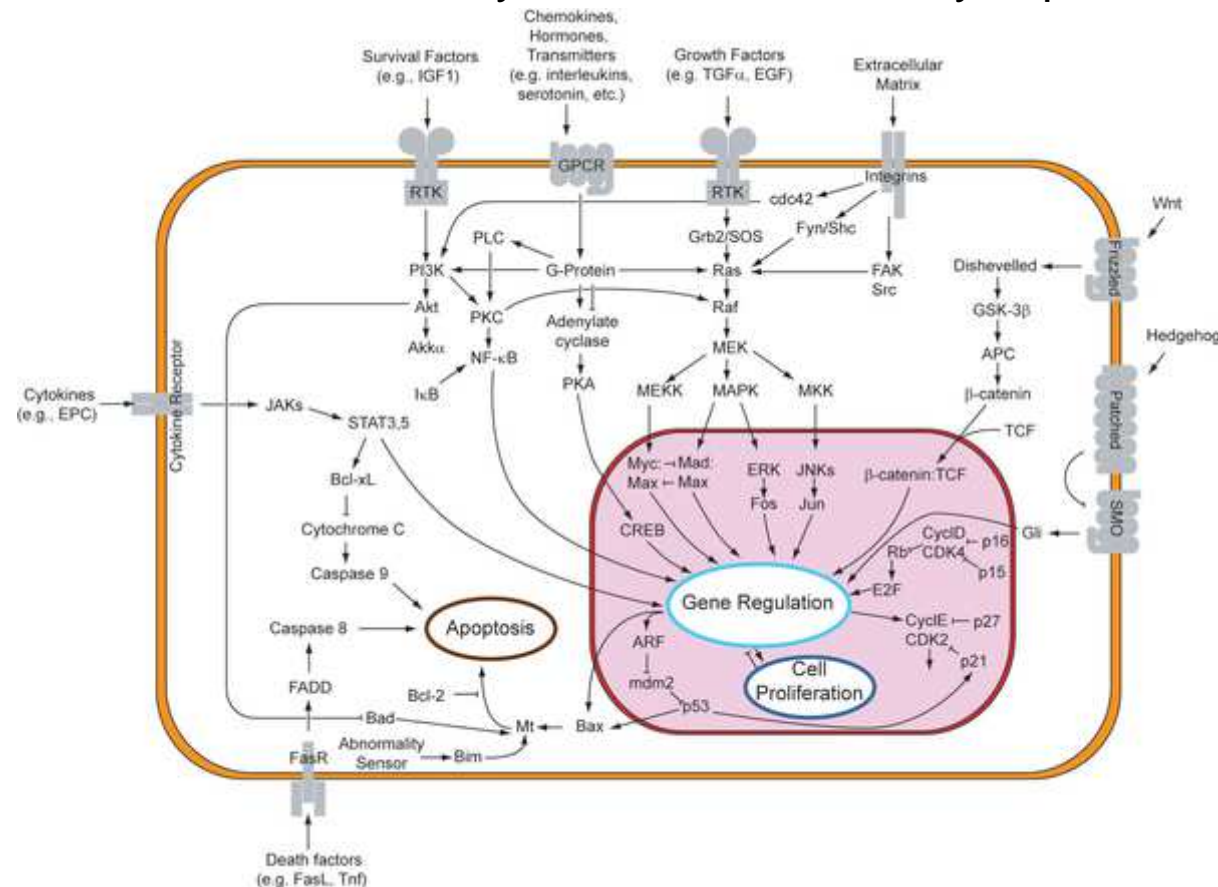 Chemokines,
Hormones,
Transmitters
(e.g. interleukins,
serotonin, etc.)
Survival Factors
(e.g., IGF1)
Growth Factors
(e.g. TGFα, EGF)
Extracellular
Matrix
RTK
GPCR
RTK
Integrins
cdc42
Fyn/Shc
Grb2/SOS
PLC
PI3K
G-Protein
Ras
FAK
Src
Wnt
Frizzled
Dishevelled
GSK-3β
APC
β-catenin
TCF
Hedgehog
Patched
SMO
Akt
PKC
Raf
Akkα
Adenylate
cyclase
NF-κB
MEK
IκB
PKA
MEKK
MAPK
MKK
Cytokines
(e.g., EPC)
Cytokine Receptor
JAKs
STAT3,5
Bcl-xL
Cytochrome C
Caspase 9
Myc: Mad:
Max Max
ERK
JNKs
Fos
Jun
β-catenin:TCF
CREB
Gli
CyclD
p16
Rb
CDK4
p15
E2F
Gene Regulation
CyclE
p27
CDK2
p21
Caspase 8
Apoptosis
ARF
mdm2
Cell
Proliferation
FADD
Bcl-2
p53
Bad
Mt
Bax
Abnormality
Sensor
Bim
FasR
Death factors
(e.g. FasL, Tnf)